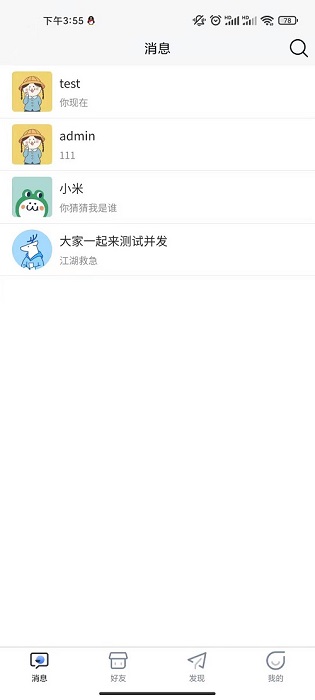 下午3:55
78
消息
test
你现在
admin
111
小米
你猜猜我是谁
大家一起来测试并发
江湖救急
消息
好友
发现
我的